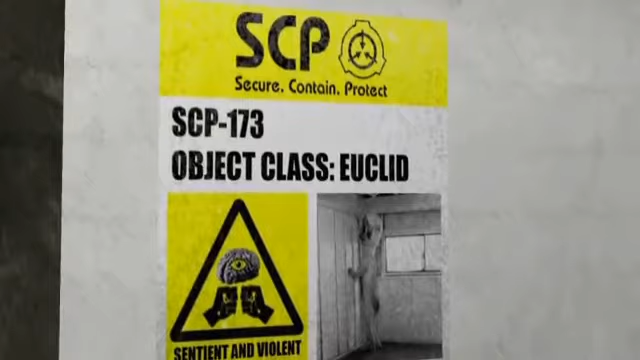 SCP
Secure. Contain. Protect
SCP-173
OBJECT CLASS: EUCLID
SENTIENT AND VIOLENT